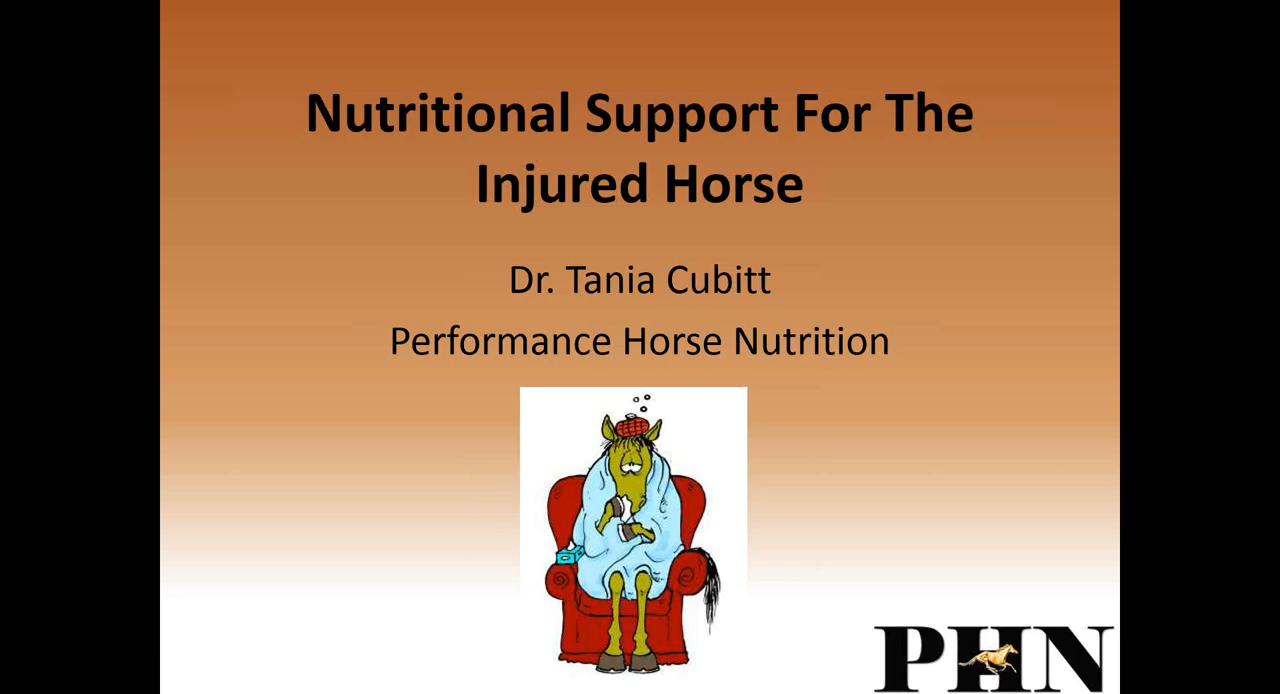 Nutritional Support For The
Injured Horse
Dr. Tania Cubitt
Performance Horse Nutrition
PHN